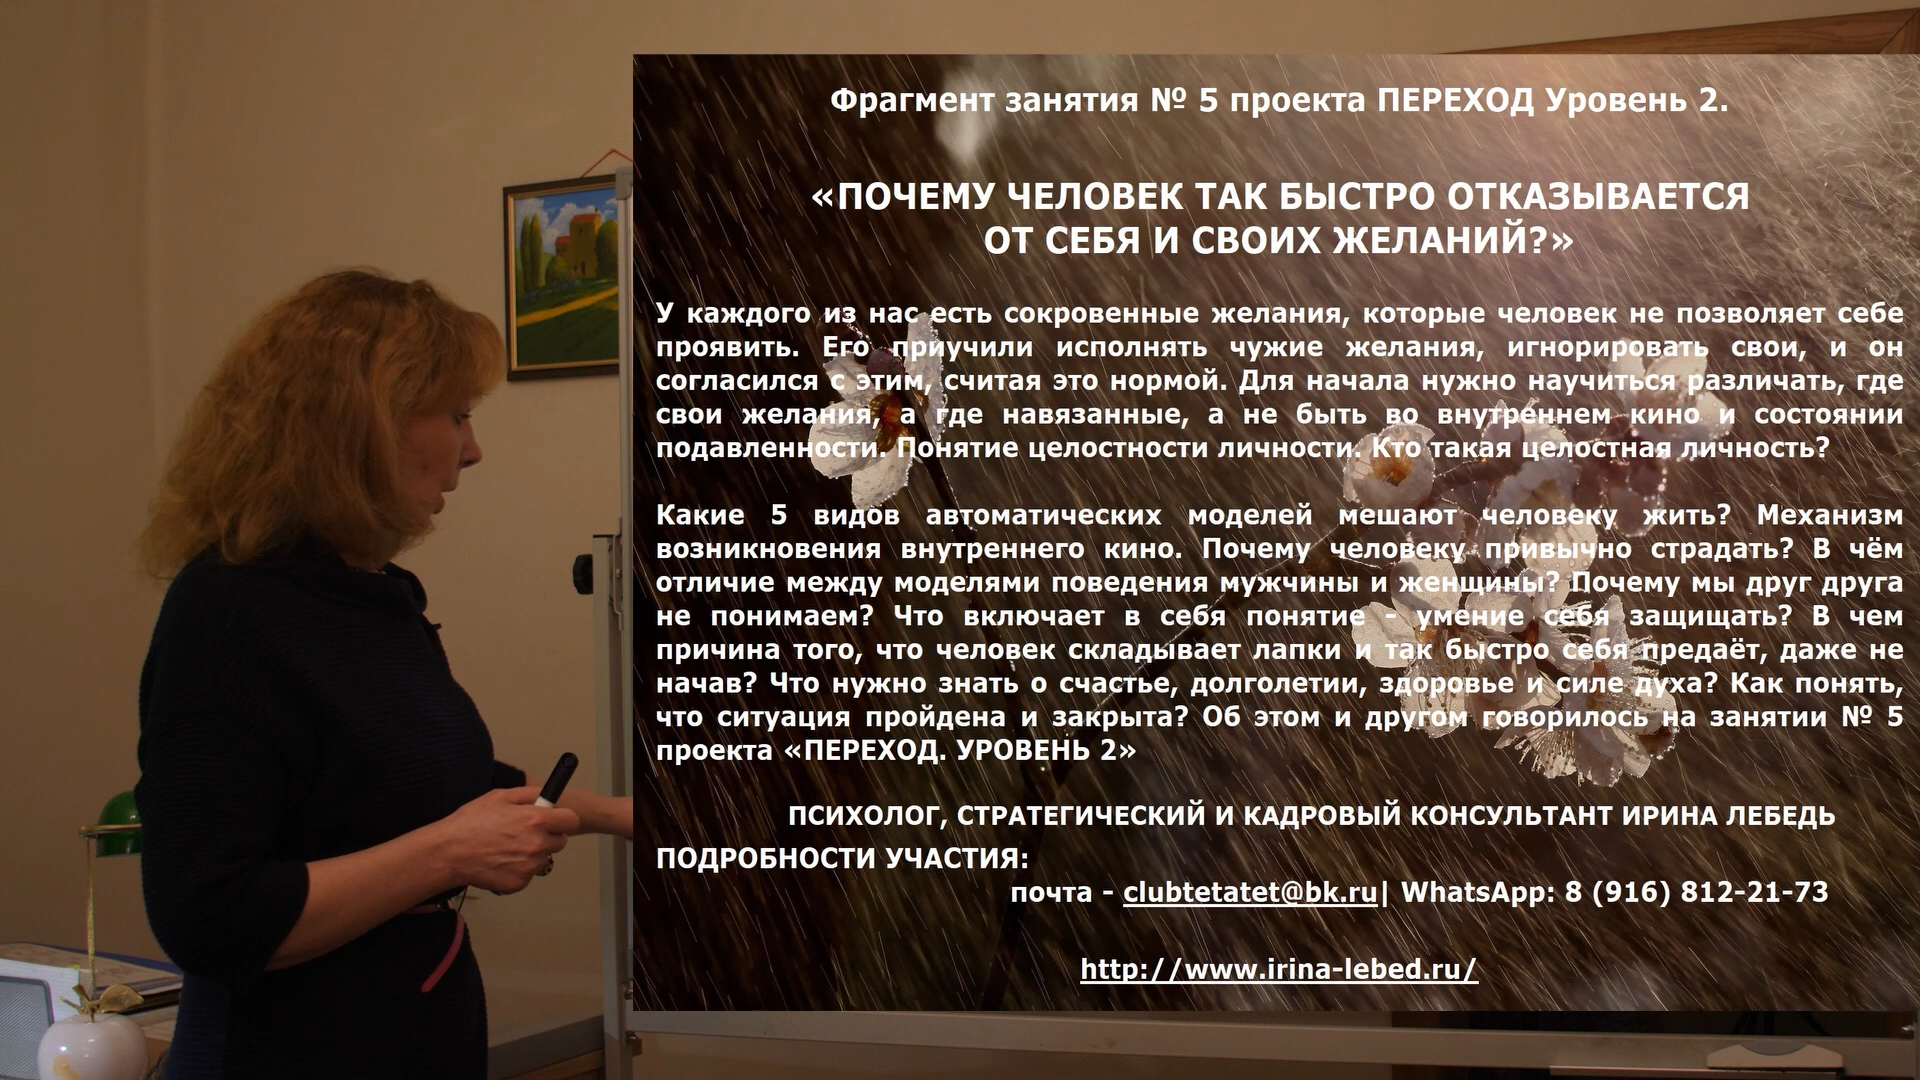 Фрагмент занятия № 5 проекта ПЕРЕХОД Уровень 2.
«ПОЧЕМУ ЧЕЛОВЕК ТАК БЫСТРО ОТКАЗЫВАЕТСЯ
ОТ СЕБЯ И СВОИХ ЖЕЛАНИЙ?»
У каждого из нас есть сокровенные желания, которые человек не позволяет себе
проявить. Его приучили исполнять чужие желания, игнорировать свои, и он
согласился с этим, считая это нормой. Для начала нужно научиться различать, где
свои желания, а где навязанные, а не быть во внутреннем кино и состоянии
подавленности. Понятие целостности личности. Кто такая целостная личность?
Какие 5 видов автоматических моделей мешают человеку жить? Механизм
возникновения внутреннего кино. Почему человеку привычно страдать? В чём
отличие между моделями поведения мужчины и женщины? Почему мы друг друга
не понимаем? Что включает в себя понятие - умение себя защищать? В чем
причина того, что человек складывает лапки и так быстро себя предаёт, даже не
начав? Что нужно знать о счастье, долголетии, здоровье и силе духа? Как понять,
что ситуация пройдена и закрыта? Об этом и другом говорилось на занятии № 5
проекта «ПЕРЕХОД. УРОВЕНЬ 2»
ПСИХОЛОГ, СТРАТЕГИЧЕСКИЙ И КАДРОВЫЙ КОНСУЛЬТАНТ ИРИНА ЛЕБЕДЬ
ПОДРОБНОСТИ УЧАСТИЯ:
почта - clubtetatet@bk.ru| WhatsApp: 8 (916) 812-21-73
http://www.irina-lebed.ru/